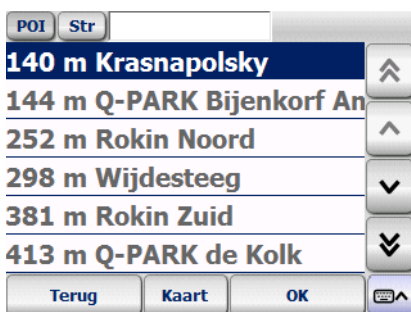 POI Str
140 m Krasnapolsky
144 m Q-PARK Bijenkorf Am
252 m Rokin Noord
298 m Wijdesteeg
381 m Rokin Zuid
413 m Q-PARK de Kolk
Terug Kaart OK